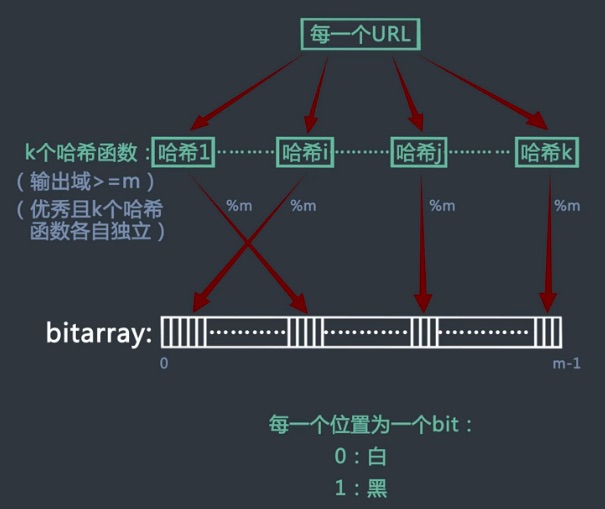 每一个URL
k个哈希函数：哈希1………哈希i………哈希j………哈希k
（输出域>=m）
（优秀且k个哈希
函数各自独立）
%m %m %m %m
bitarray: ………… ………… …………
0 m-1
每一个位置为一个bit：
0：白
1：黑